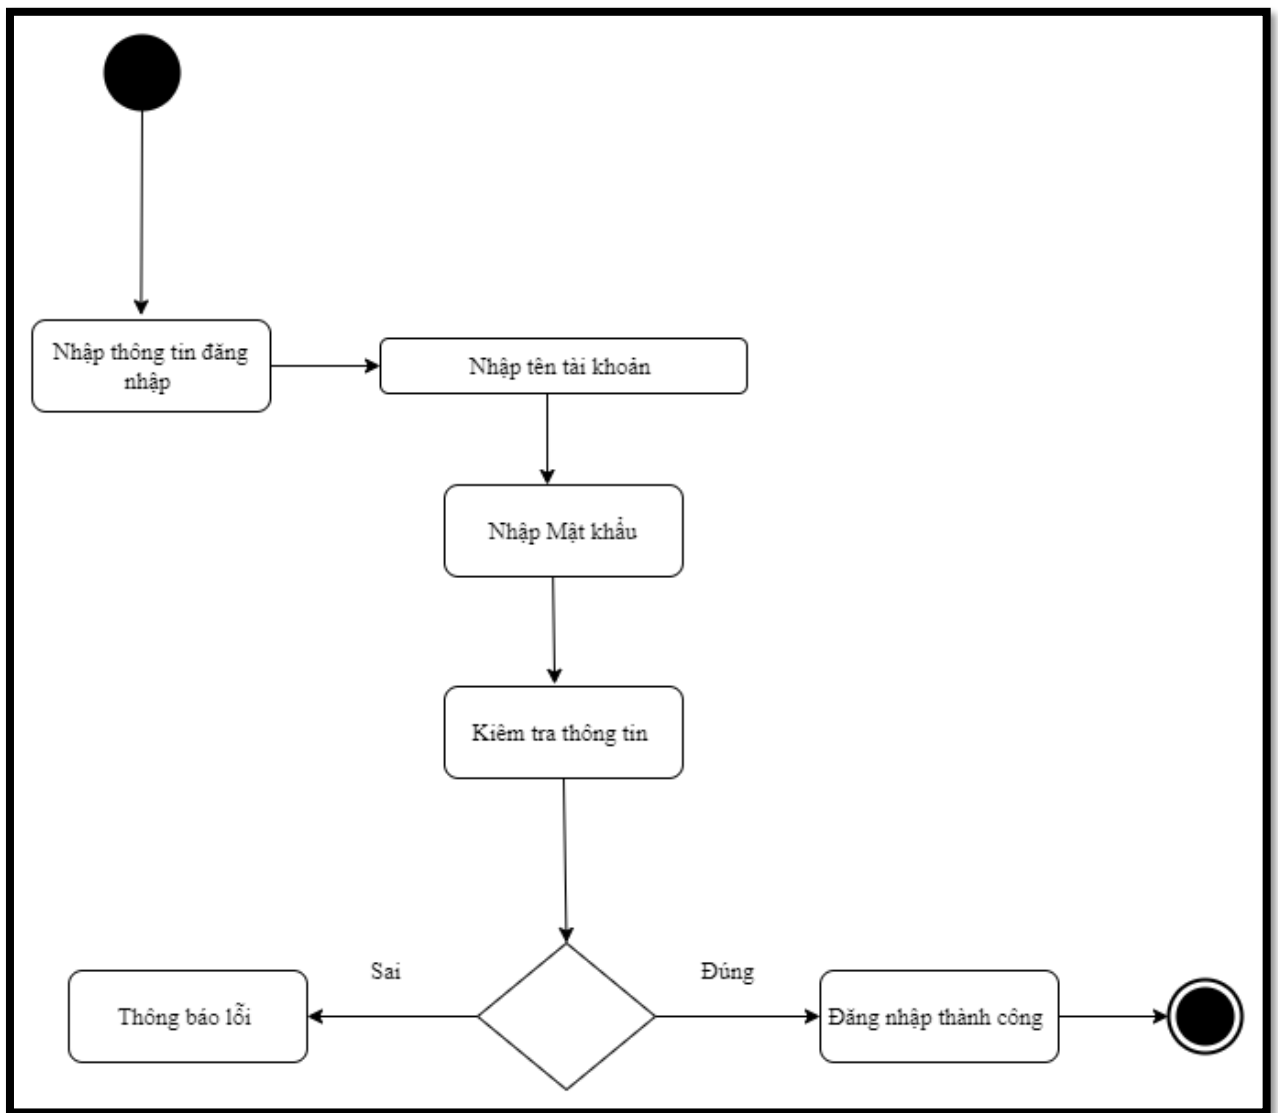 Nhập thông tin đăng
nhập
Nhập tên tài khoản
Nhập Mật khẩu
Kiêm tra thông tin
Sai
Đúng
Thông báo lỗi
Đăng nhập thành công